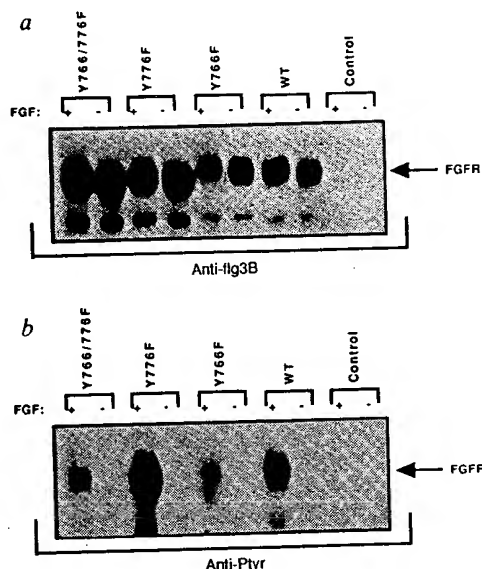 a
Y766/776F Y776F Y766F WT Control
FGF: + - + - + - + - + -
FGFR
Anti-flg3B
b
Y766/776F Y776F Y766F WT Control
FGF: + - + - + - + - + -
FGFR
Anti-Ptyr